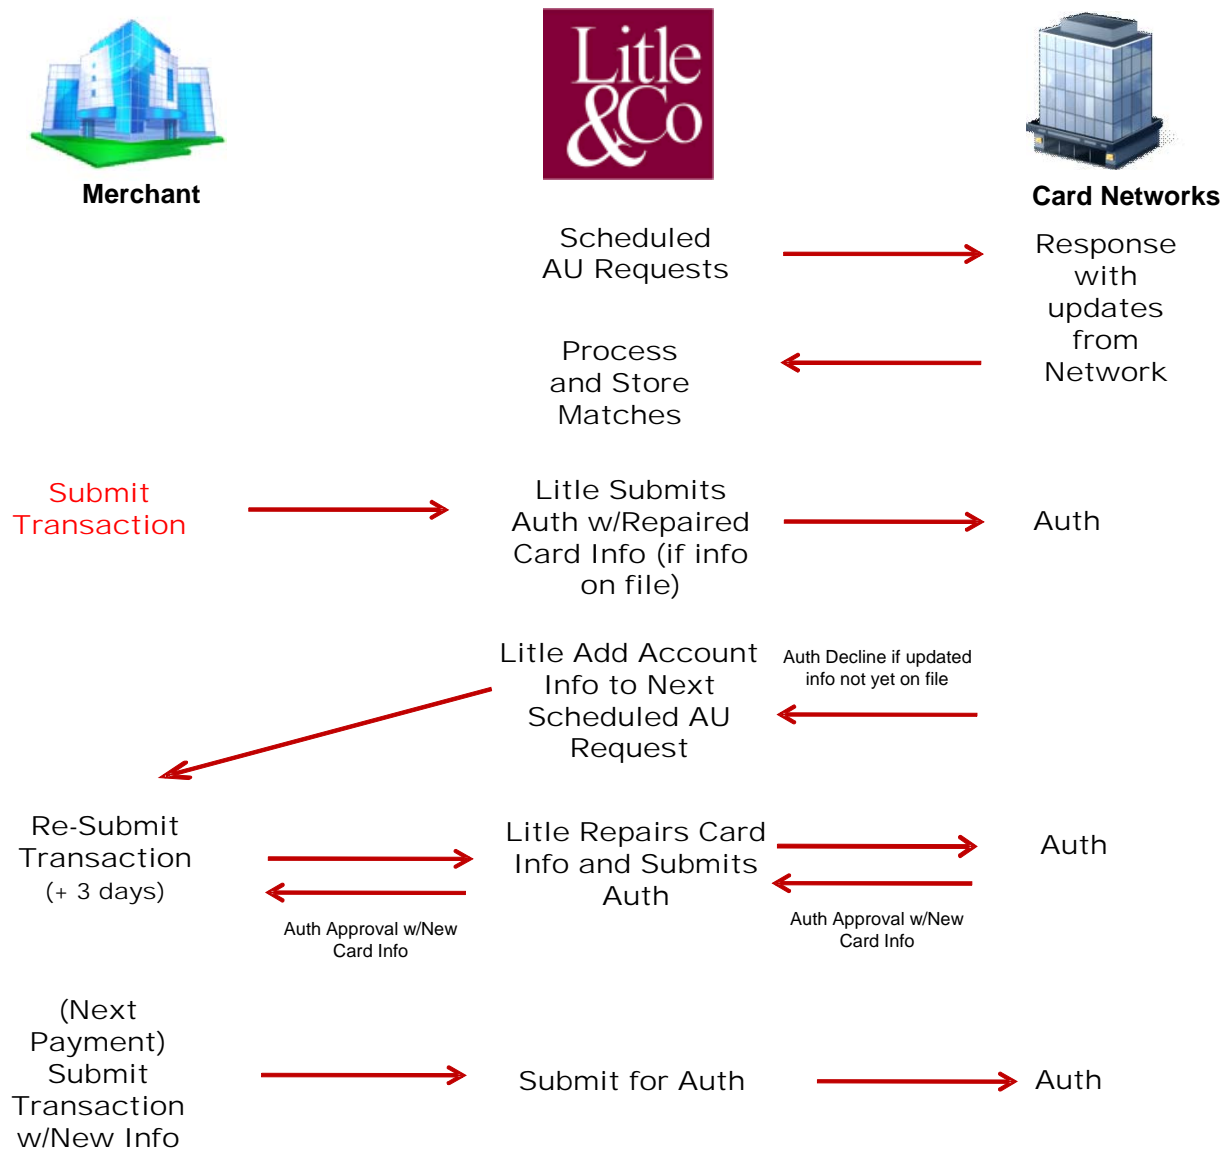 Litle
&Co
Merchant
Card Networks
Scheduled
AU Requests
Response
with
updates
from
Network
Process
and Store
Matches
Submit
Transaction
Litle Submits
Auth w/Repaired
Card Info (if info
on file)
Auth
Litle Add Account
Info to Next
Scheduled AU
Request
Auth Decline if updated
info not yet on file
Re-Submit
Transaction
(+ 3 days)
Litle Repairs Card
Info and Submits
Auth
Auth
Auth Approval w/New
Card Info
Auth Approval w/New
Card Info
(Next
Payment)
Submit
Transaction
w/New Info
Submit for Auth
Auth